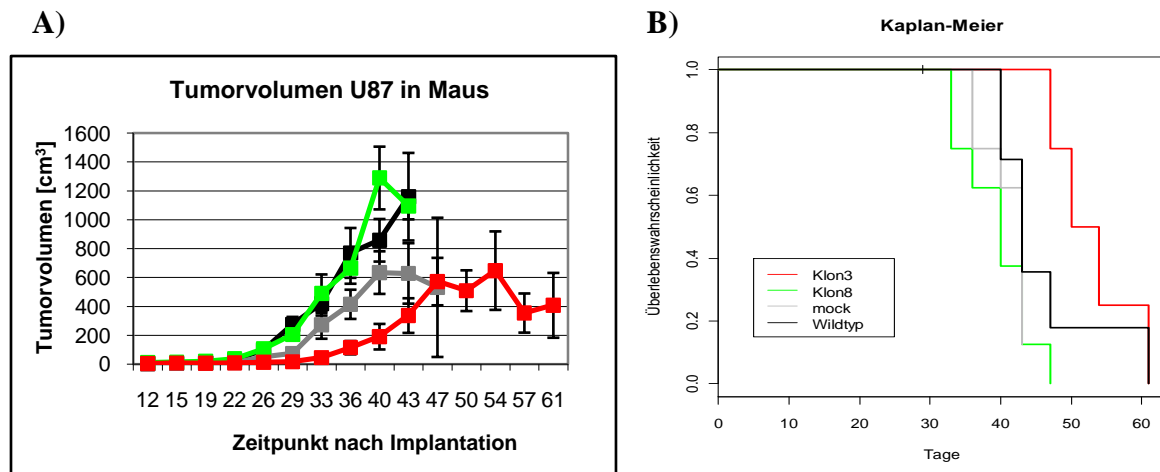 A)
Tumorvolumen U87 in Maus
Tumorvolumen [cm³]
1600
1400
1200
1000
800
600
400
200
0
12 15 19 22 26 29 33 36 40 43 47 50 54 57 61
Zeitpunkt nach Implantation
B)
Kaplan-Meier
Überlebenswahrscheinlichkeit
1.0
0.8
0.6
0.4
0.2
0.0
Klon3
Klon8
mock
Wildtyp
0 10 20 30 40 50 60
Tage